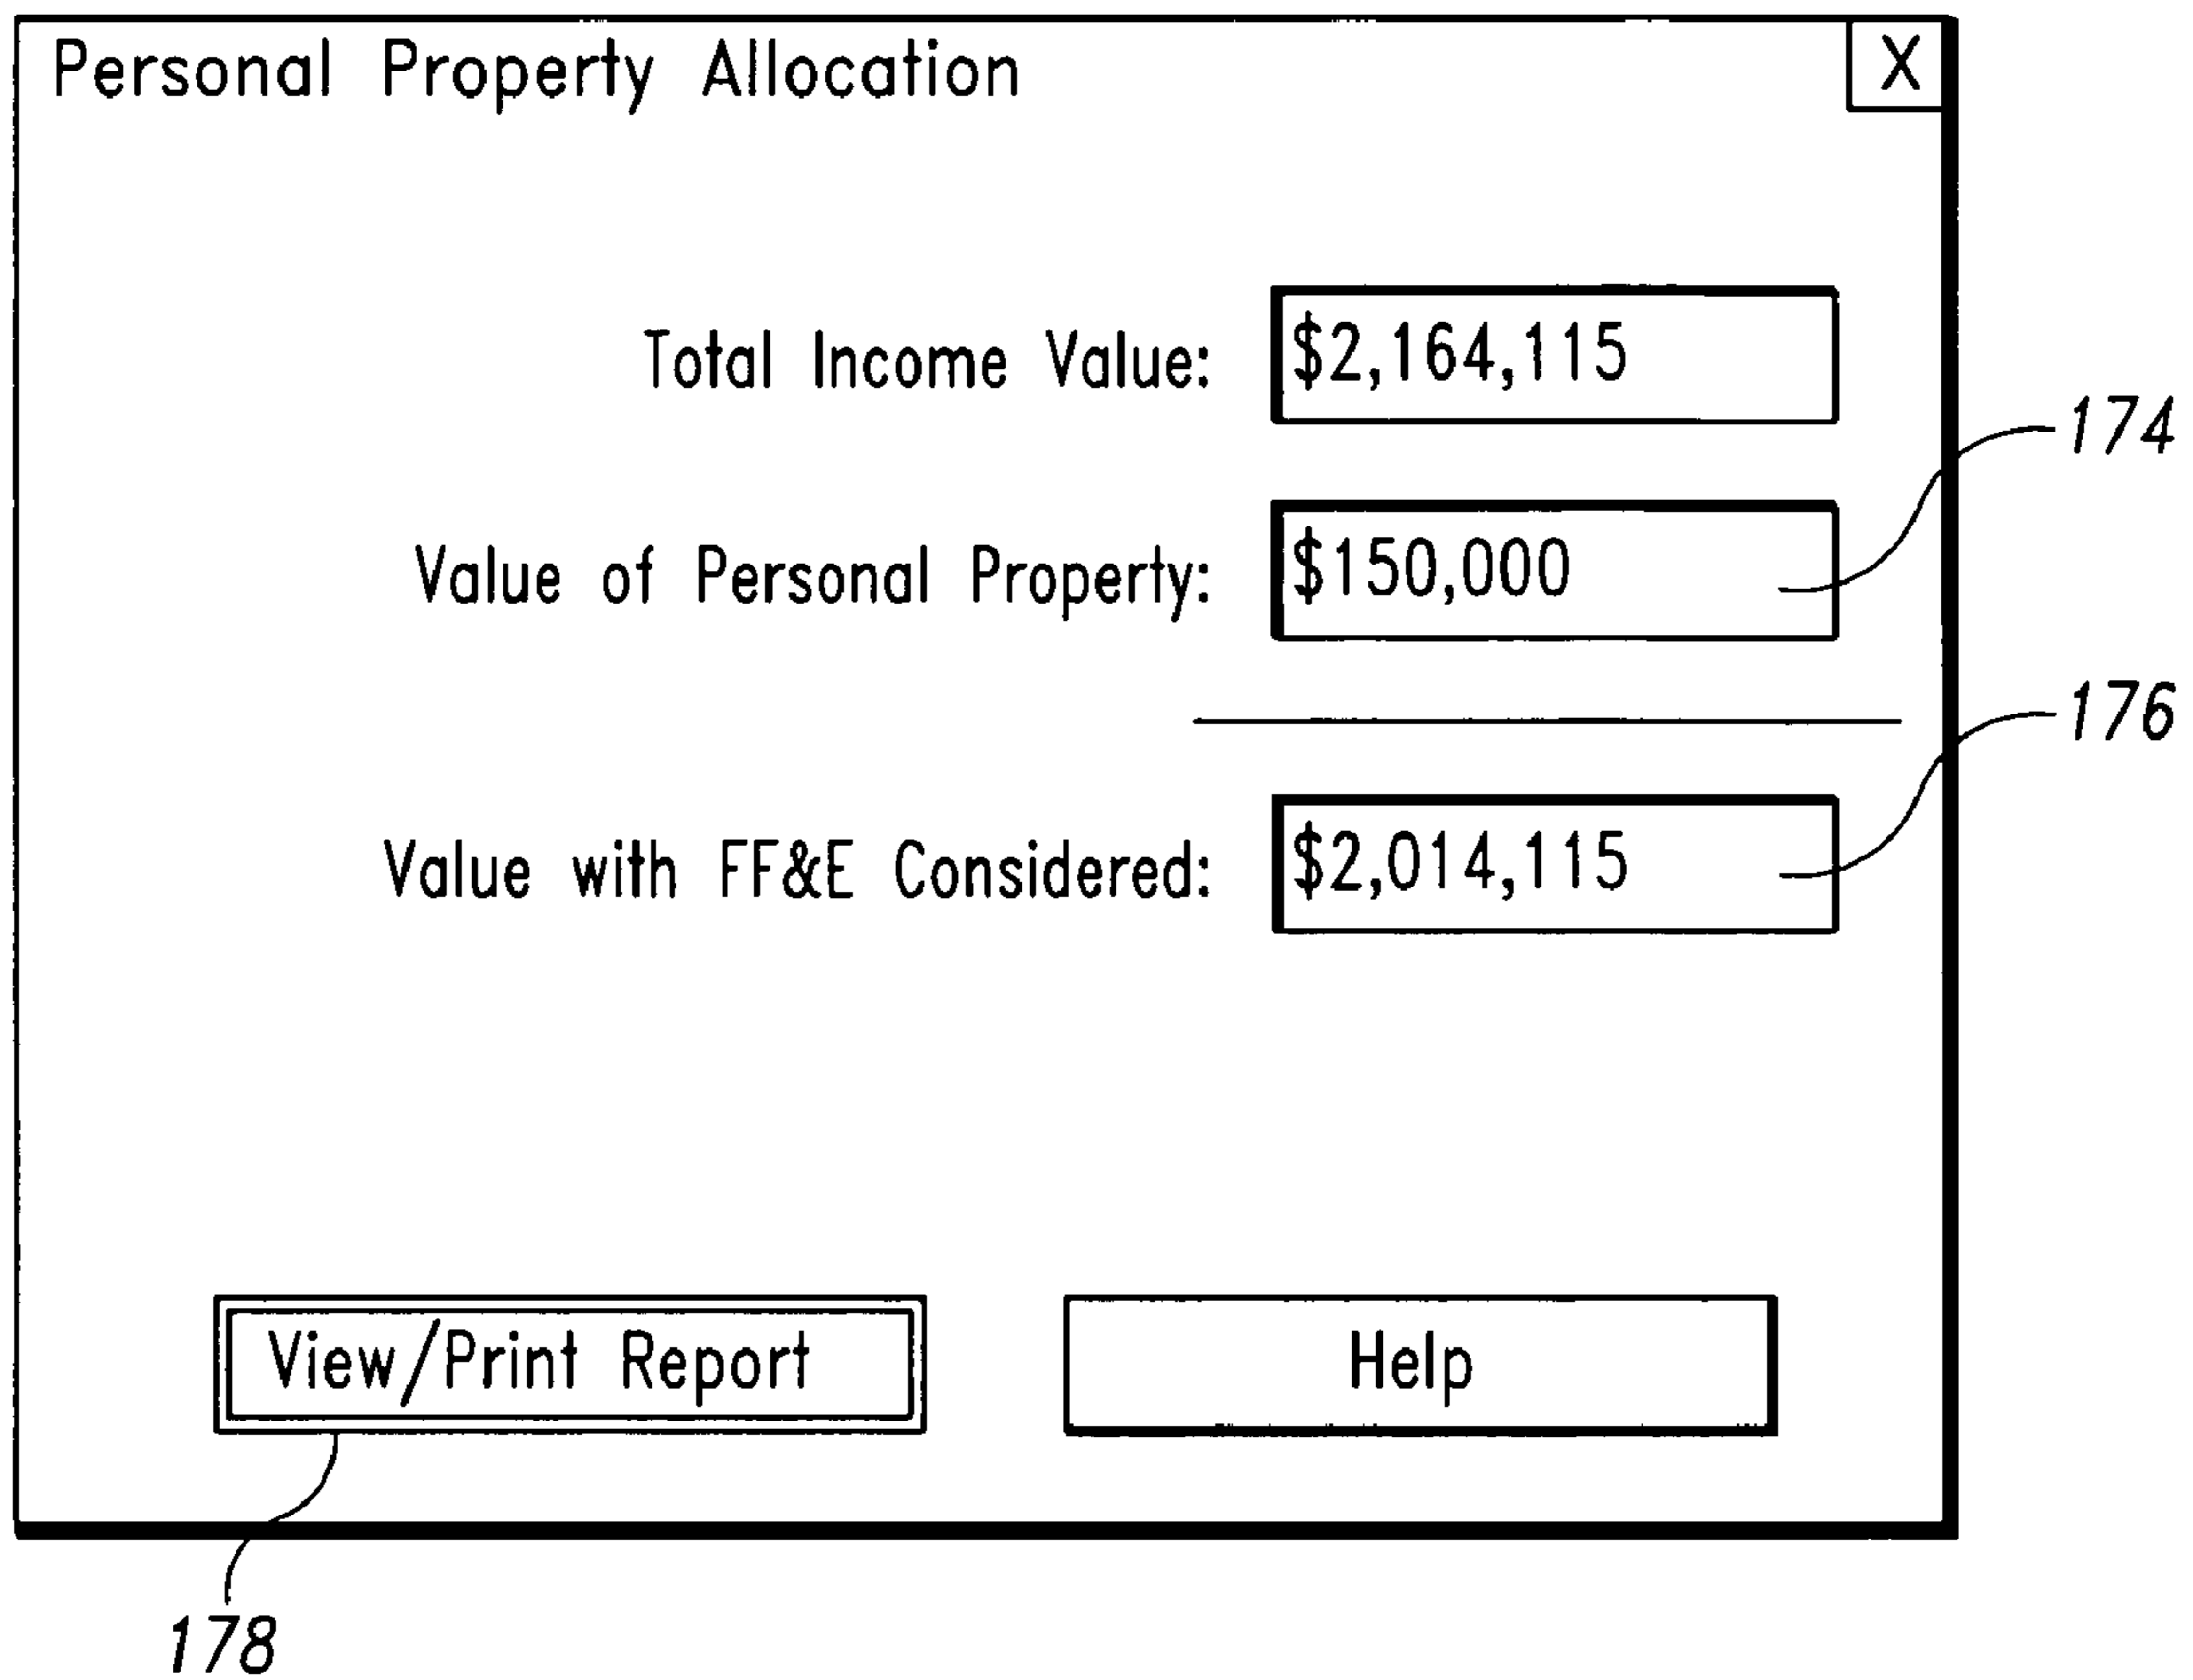 Personal Property Allocation X
Total Income Value: $2,164,115
174
Value of Personal Property: $150,000
176
Value with FF&E Considered: $2,014,115
View/Print Report Help
178